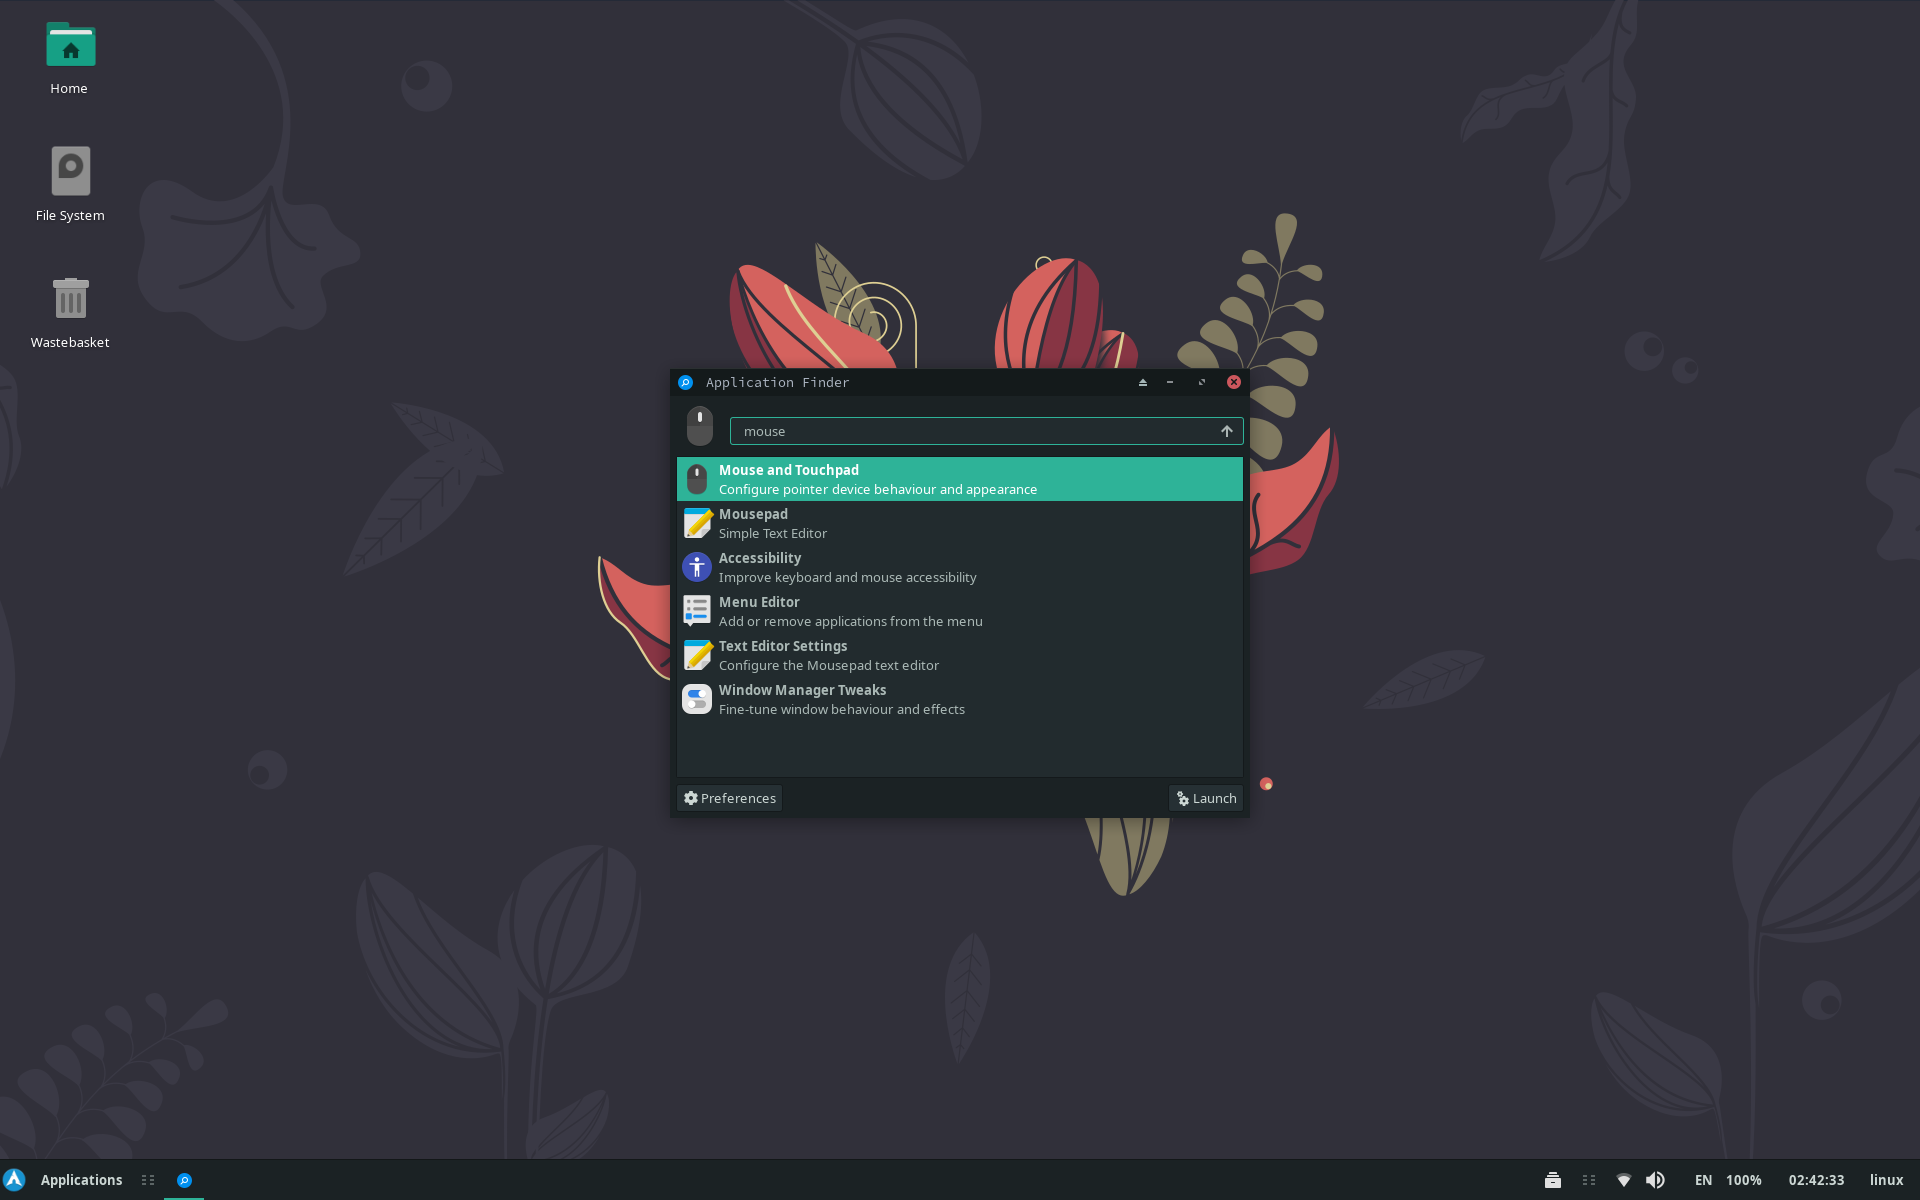 Home
File System
Wastebasket
Application Finder
mouse
Mouse and Touchpad
Configure pointer device behaviour and appearance
Mousepad
Simple Text Editor
Accessibility
Improve keyboard and mouse accessibility
Menu Editor
Add or remove applications from the menu
Text Editor Settings
Configure the Mousepad text editor
Window Manager Tweaks
Fine-tune window behaviour and effects
Preferences
Launch
Applications
EN 100% 02:42:33 linux